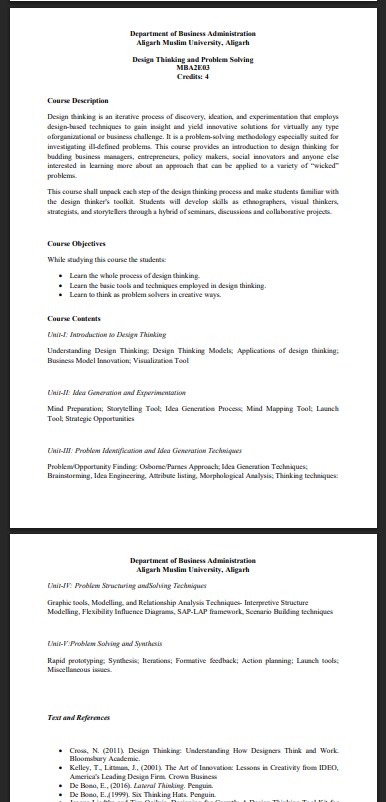 Department of Business Administration
Aligarh Muslim University, Aligarh
Design Thinking and Problem Solving
MBA2E03
Credits: 4
Course Description
Design thinking is an iterative process of discovery, ideation, and experimentation that employs
design-based techniques to gain insight and yield innovative solutions for virtually any type
oforganizational or business challenge. It is a problem-solving methodology especially suited for
investigating ill-defined problems. This course provides an introduction to design thinking for
budding business managers, entrepreneurs, policy makers, social innovators and anyone else
interested in learning more about an approach that can be applied to a variety of “wicked”
problems.
This course shall unpack each step of the design thinking process and make students familiar with
the design thinker's toolkit. Students will develop skills as ethnographers, visual thinkers,
strategists, and storytellers through a hybrid of seminars, discussions and collaborative projects.
Course Objectives
While studying this course the students:
• Learn the whole process of design thinking.
• Learn the basic tools and techniques employed in design thinking.
• Learn to think as problem solvers in creative ways.
Course Contents
Unit-I: Introduction to Design Thinking
Understanding Design Thinking; Design Thinking Models; Applications of design thinking;
Business Model Innovation; Visualization Tool
Unit-II: Idea Generation and Experimentation
Mind Preparation; Storytelling Tool; Idea Generation Process; Mind Mapping Tool; Launch
Tool; Strategic Opportunities
Unit-III: Problem Identification and Idea Generation Techniques
Problem/Opportunity Finding: Osborne/Parnes Approach; Idea Generation Techniques;
Brainstorming, Idea Engineering, Attribute listing, Morphological Analysis; Thinking techniques:
Department of Business Administration
Aligarh Muslim University, Aligarh
Unit-IV: Problem Structuring andSolving Techniques
Graphic tools, Modelling, and Relationship Analysis Techniques- Interpretive Structure
Modelling, Flexibility Influence Diagrams, SAP-LAP framework, Scenario Building techniques
Unit-V:Problem Solving and Synthesis
Rapid prototyping; Synthesis; Iterations; Formative feedback; Action planning; Launch tools;
Miscellaneous issues.
Text and References
• Cross, N. (2011). Design Thinking: Understanding How Designers Think and Work.
Bloomsbury Academic.
• Kelley, T., Littman, J., (2001). The Art of Innovation: Lessons in Creativity from IDEO,
America's Leading Design Firm. Crown Business
• De Bono, E., (2016). Lateral Thinking. Penguin.
• De Bono, E.,(1999). Six Thinking Hats. Penguin.